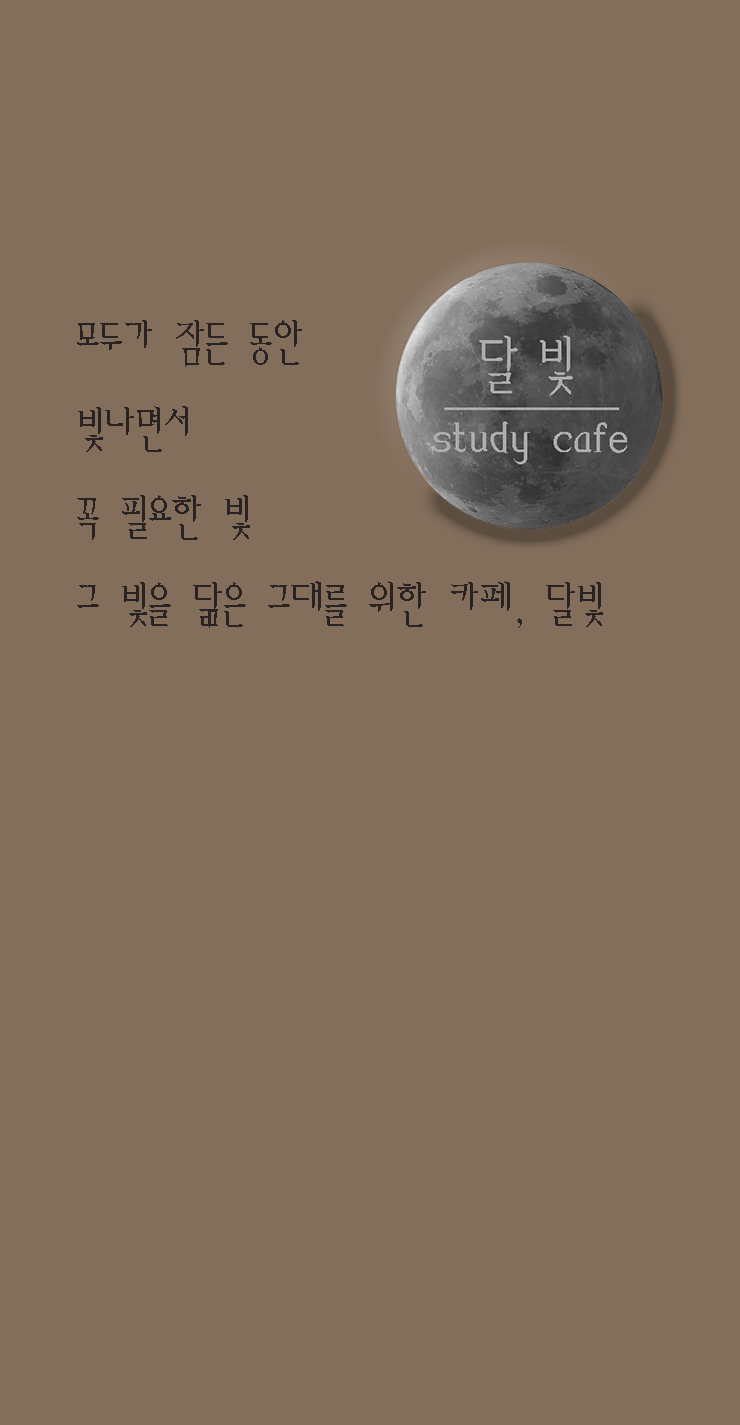 달 빛
study cafe
모두가 잠든 동안
빛나면서
꼭 필요한 빛
그 빛을 닮은 그대를 위한 카페, 달빛